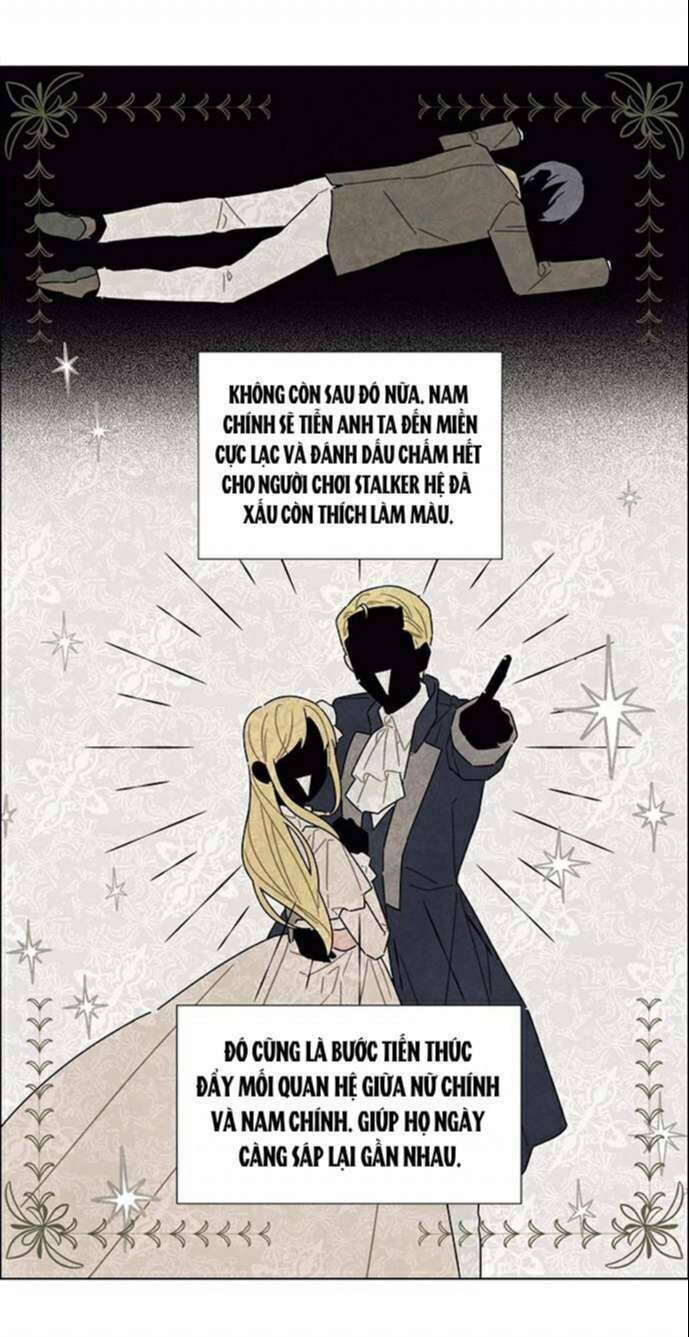 KHÔNG CÒN SAU ĐÓ NỮA. NAM
CHÍNH SẼ TIỄN ANH TA ĐẾN MIỀN
CỰC LẠC VÀ ĐÁNH DẤU CHẤM HẾT
CHO NGƯỜI CHƠI STALKER HỆ ĐÃ
XẤU CÒN THÍCH LÀM MÀU.
ĐÓ CŨNG LÀ BƯỚC TIẾN THÚC
ĐẨY MỐI QUAN HỆ GIỮA NỮ CHÍNH
VÀ NAM CHÍNH, GIÚP HỌ NGÀY
CÀNG SÁP LẠI GẦN NHAU.